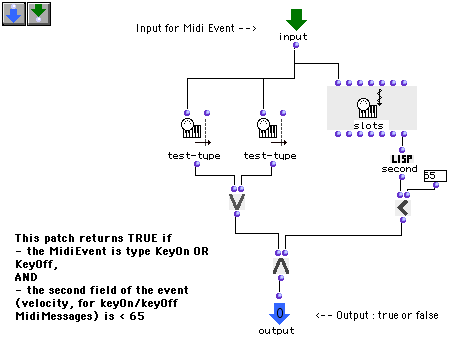 Input for Midi Event -->
input
slots
test-type
test-type
LISP
second
V
<
Λ
This patch returns TRUE if
- the MidiEvent is type KeyOn OR
KeyOff,
AND
- the second field of the event
(velocity, for keyOn/keyOff
MidiMessages) is < 65
0
output
<-- Output : true or false